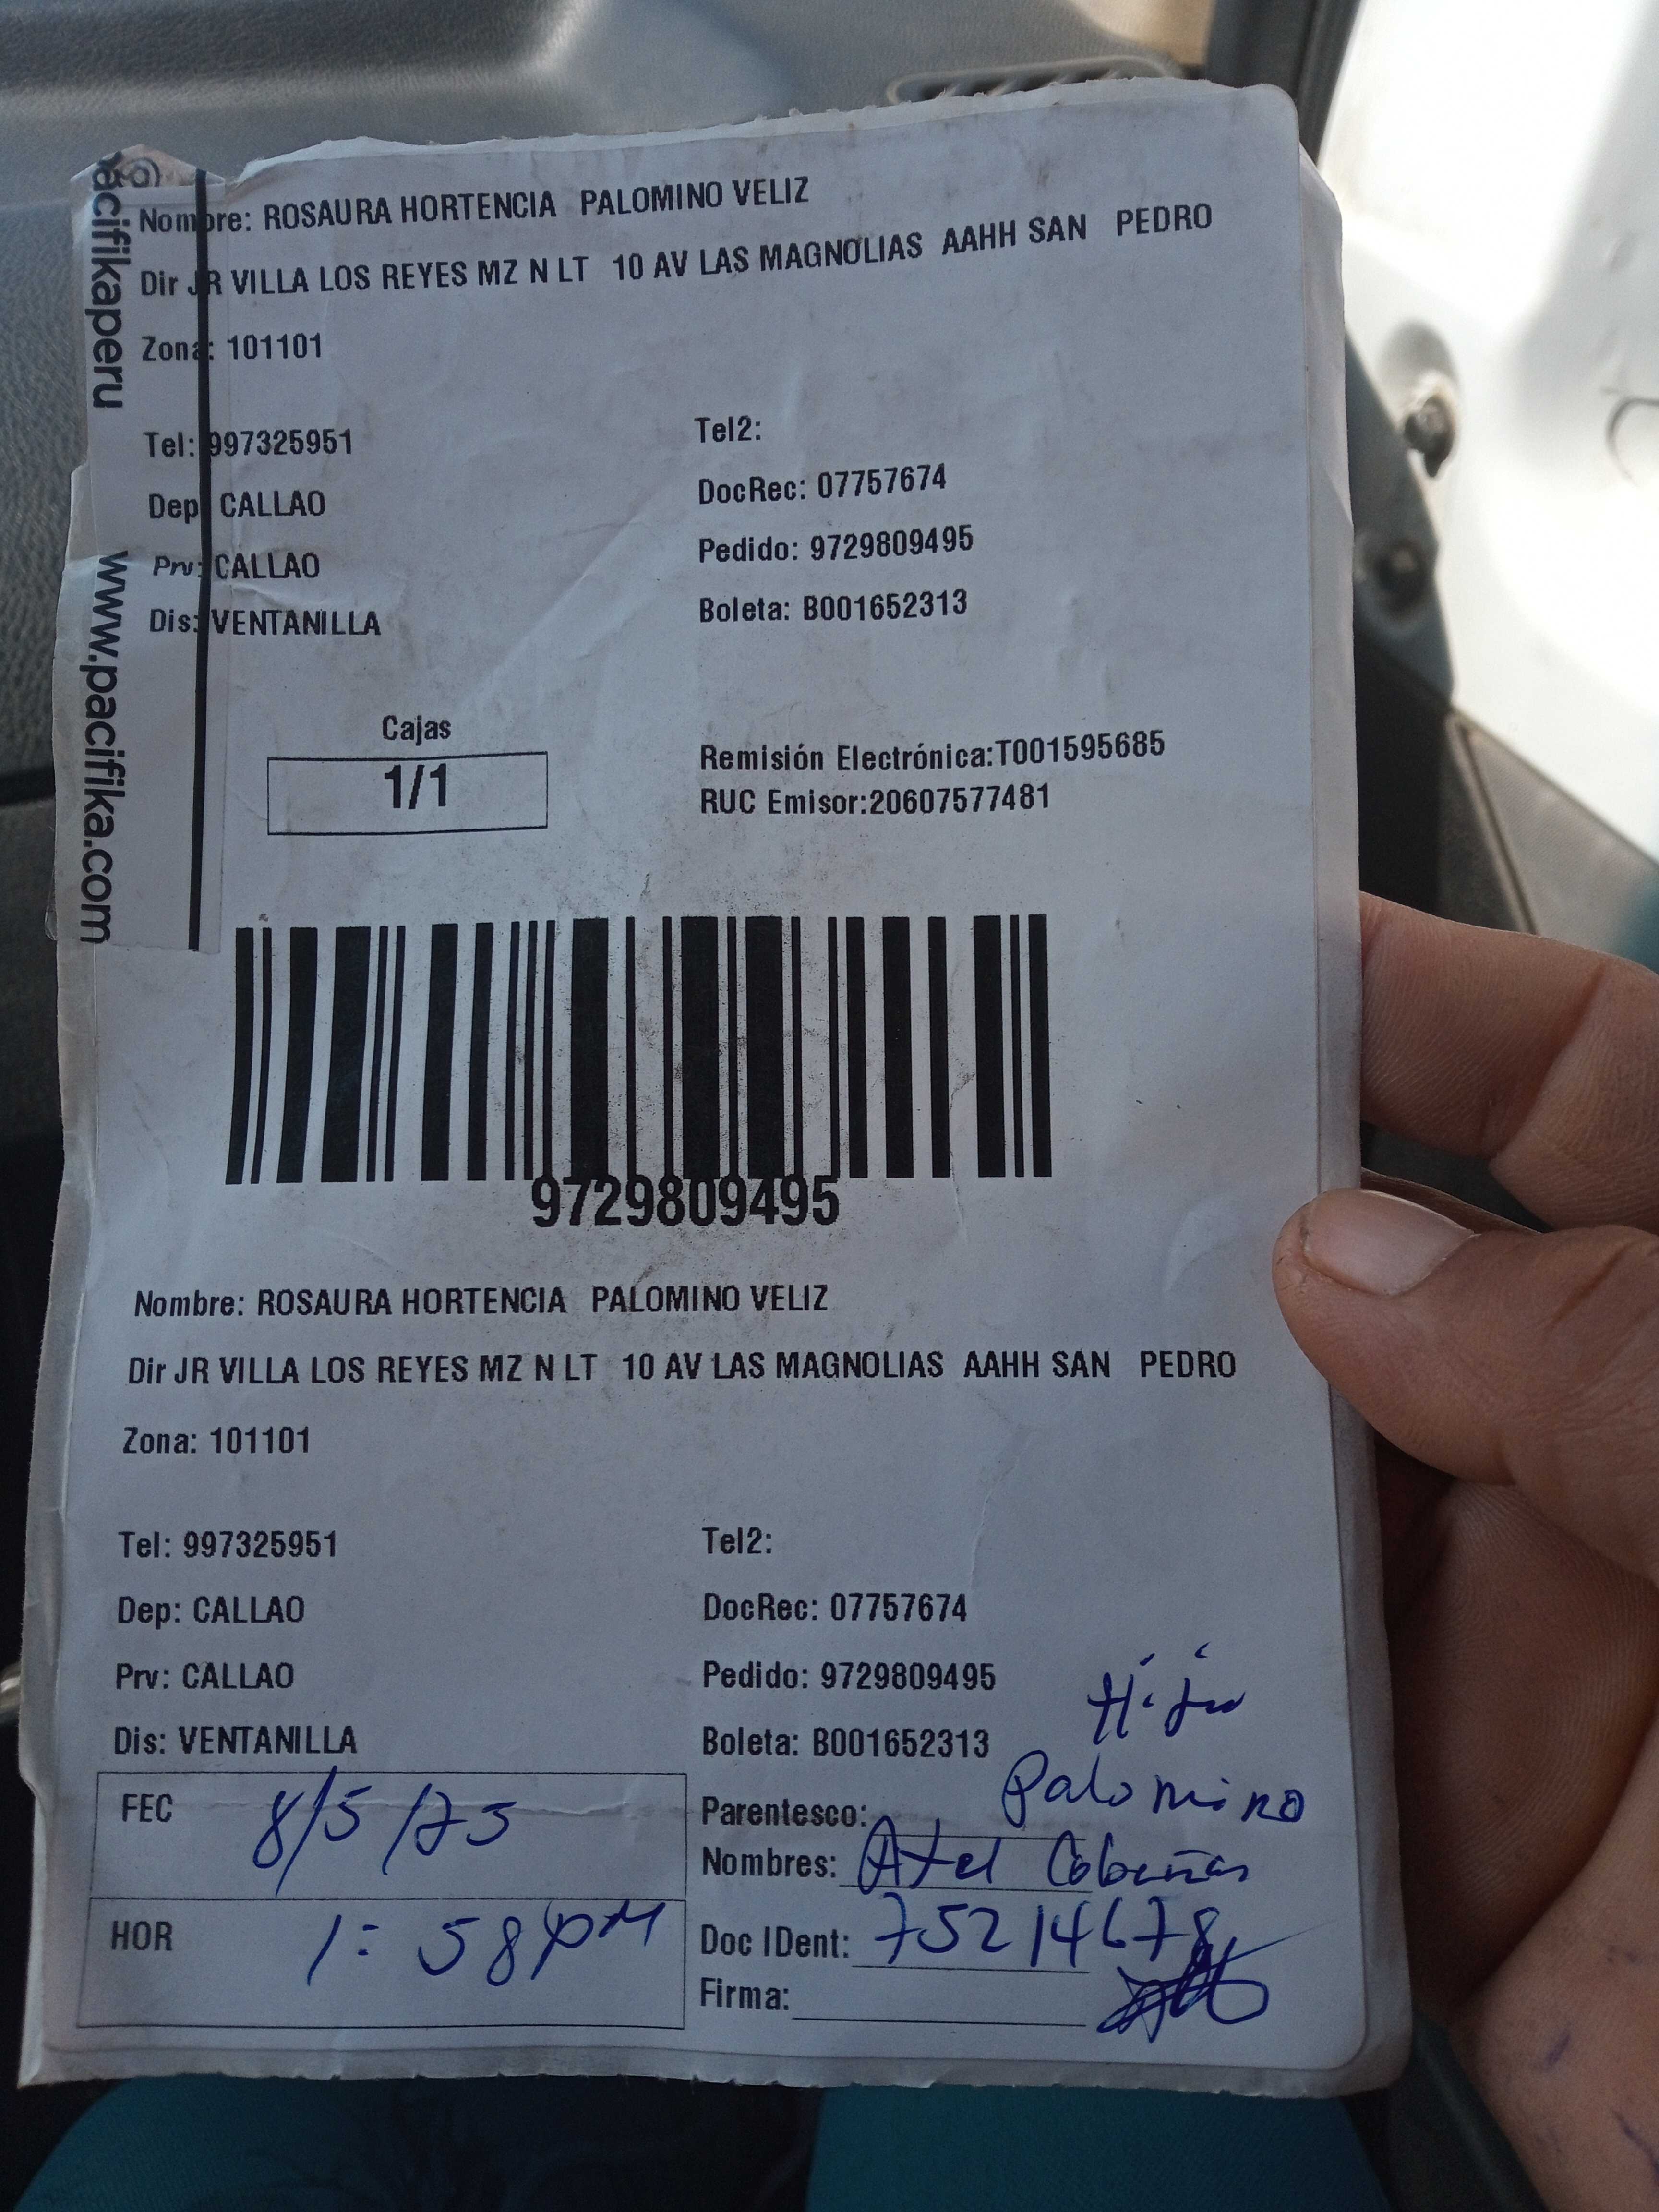 @pacifikaperu
www.pacifika.com
Nombre: ROSAURA HORTENCIA PALOMINO VELIZ
Dir JR VILLA LOS REYES MZ N LT 10 AV LAS MAGNOLIAS AAHH SAN PEDRO
Zona: 101101
Tel: 997325951 Tel2:
Dep: CALLAO DocRec: 07757674
Prv: CALLAO Pedido: 9729809495
Dis: VENTANILLA Boleta: B001652313
Cajas
1/1
Remisión Electrónica:T001595685
RUC Emisor:20607577481
9729809495
Nombre: ROSAURA HORTENCIA PALOMINO VELIZ
Dir JR VILLA LOS REYES MZ N LT 10 AV LAS MAGNOLIAS AAHH SAN PEDRO
Zona: 101101
Tel: 997325951 Tel2:
Dep: CALLAO DocRec: 07757674
Prv: CALLAO Pedido: 9729809495
Dis: VENTANILLA Boleta: B001652313
FEC 8/5/25
HOR 1:58 PM
Hijo
Palomino
Parentesco:
Nombres: Axel
Doc IDent: 75214678
Firma: